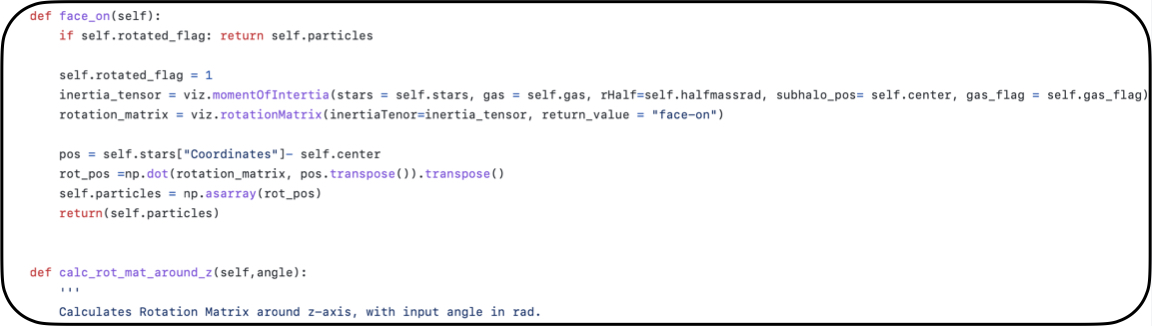 def face_on(self):
    if self.rotated_flag: return self.particles

    self.rotated_flag = 1
    inertia_tensor = viz.momentOfIntertia(stars = self.stars, gas = self.gas, rHalf=self.halfmassrad, subhalo_pos= self.center, gas_flag = self.gas_flag)
    rotation_matrix = viz.rotationMatrix(inertiaTenor=inertia_tensor, return_value = "face-on")

    pos = self.stars["Coordinates"]- self.center
    rot_pos =np.dot(rotation_matrix, pos.transpose()).transpose()
    self.particles = np.asarray(rot_pos)
    return(self.particles)


def calc_rot_mat_around_z(self,angle):
    '''
    Calculates Rotation Matrix around z-axis, with input angle in rad.